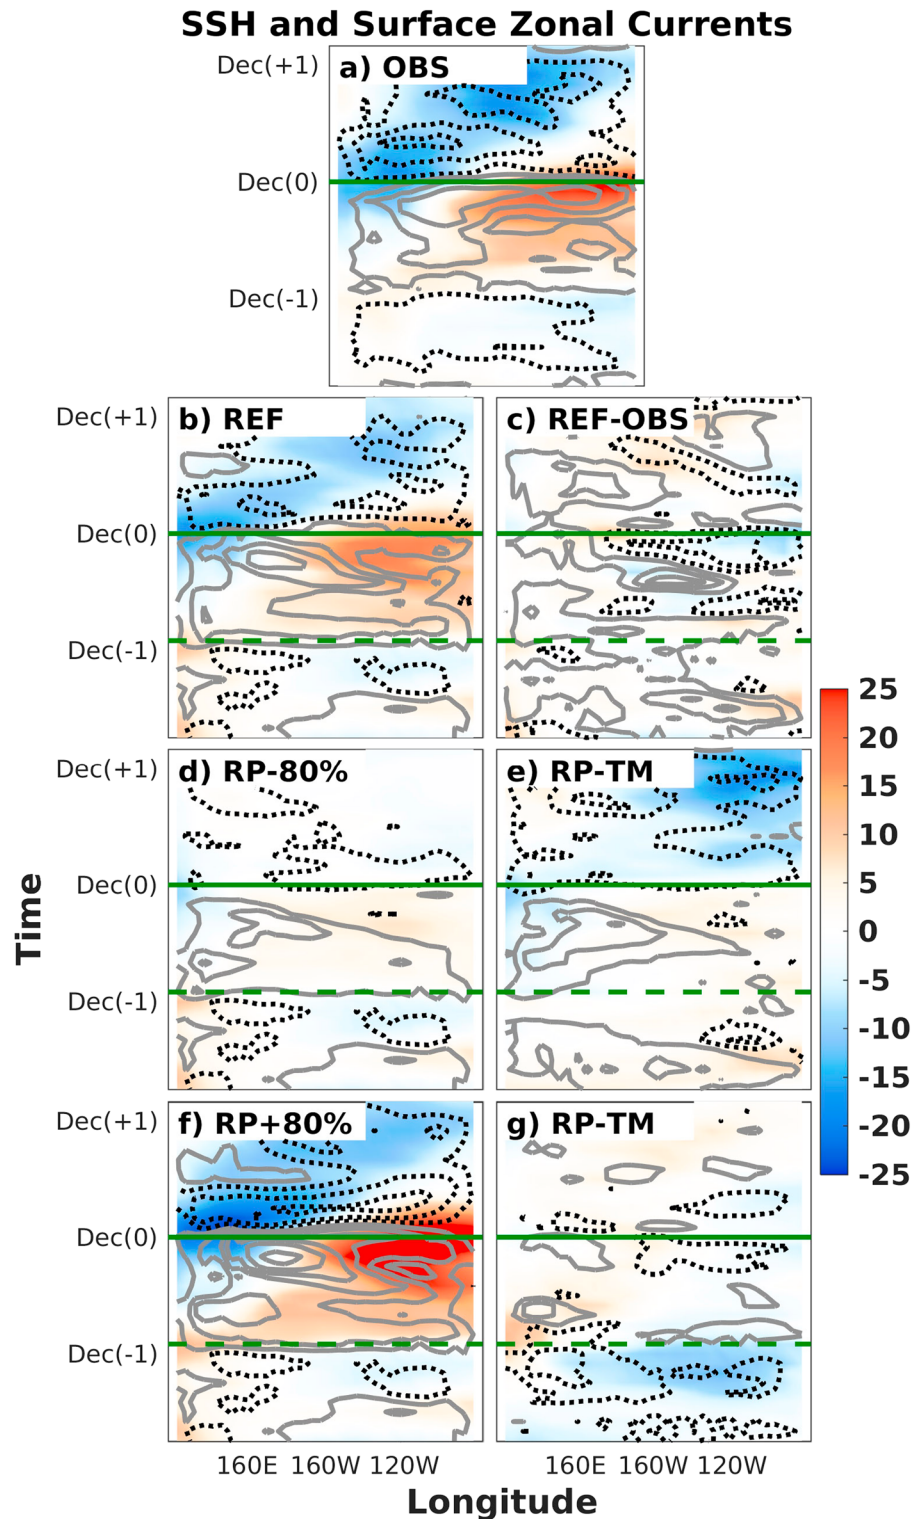 SSH and Surface Zonal Currents
Dec(+1)
a) OBS
Dec(0)
Dec(-1)
Dec(+1)
b) REF
c) REF-OBS
Dec(0)
Dec(-1)
25
20
15
10
5
0
-5
-10
-15
-20
-25
Dec(+1)
d) RP-80%
e) RP-TM
Dec(0)
Time
Dec(-1)
Dec(+1)
f) RP+80%
g) RP-TM
Dec(0)
Dec(-1)
160E 160W 120W
160E 160W 120W
Longitude